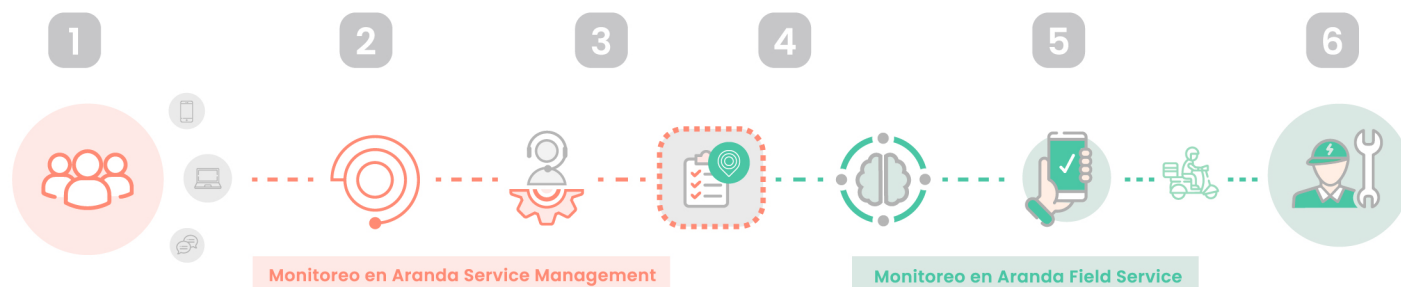 1 2 3 4 5 6
Monitoreo en Aranda Service Management
Monitoreo en Aranda Field Service